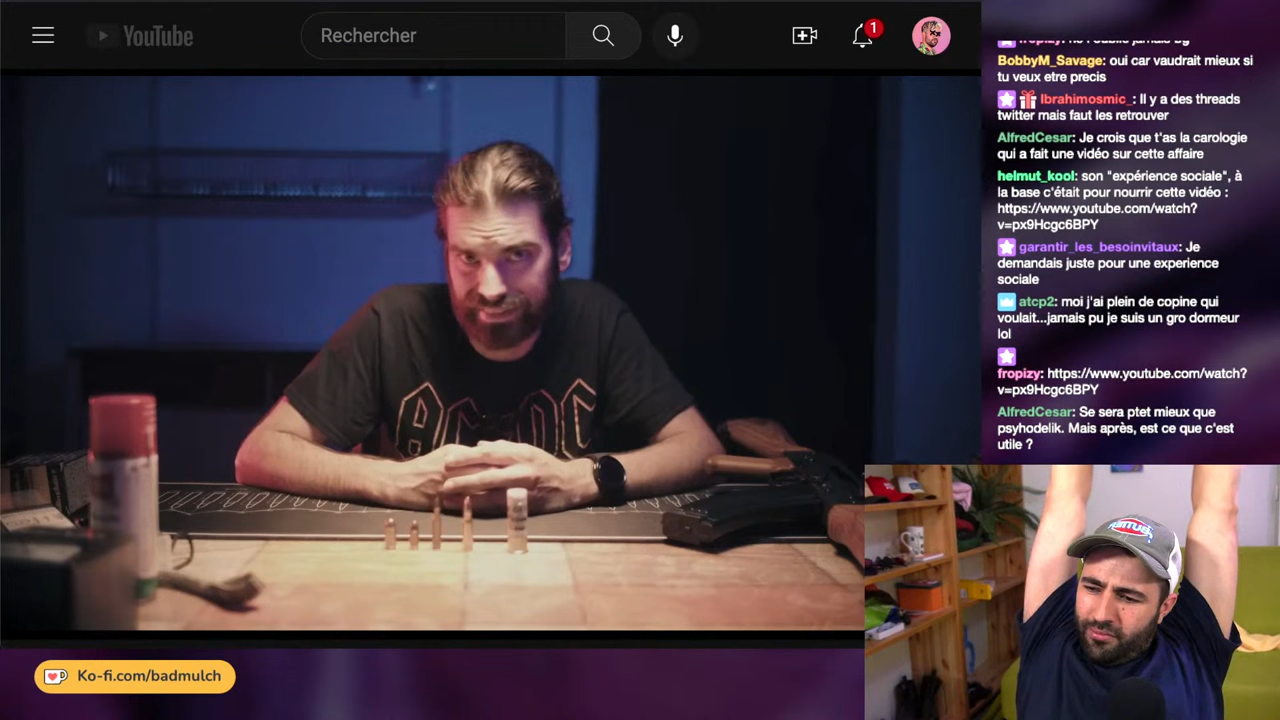 YouTube
Rechercher
1
AC DC
Ko-fi.com/badmulch
BobbyM_Savage: oui car vaudrait mieux si
tu veux etre precis
Ibrahimosmic_: Il y a des threads
twitter mais faut les retrouver
AlfredCesar: Je crois que t'as la carologie
qui a fait une vidéo sur cette affaire
helmut_kool: son "expérience sociale", à
la base c'était pour nourrir cette vidéo :
https://www.youtube.com/watch?
v=px9Hcgc6BPY
garantir_les_besoinvitaux: Je
demandais juste pour une experience
sociale
atcp2: moi j'ai plein de copine qui
voulait...jamais pu je suis un gro dormeur
lol
fropizy: https://www.youtube.com/watch?
v=px9Hcgc6BPY
AlfredCesar: Se sera ptet mieux que
psyhodelik. Mais après, est ce que c'est
utile ?